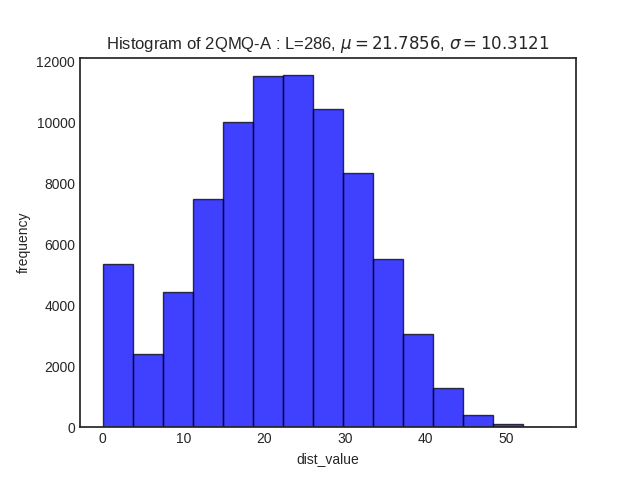 Histogram of 2QMQ-A : L=286, μ = 21.7856, σ = 10.3121
12000
10000
8000
6000
4000
2000
0
frequency
0 10 20 30 40 50
dist_value